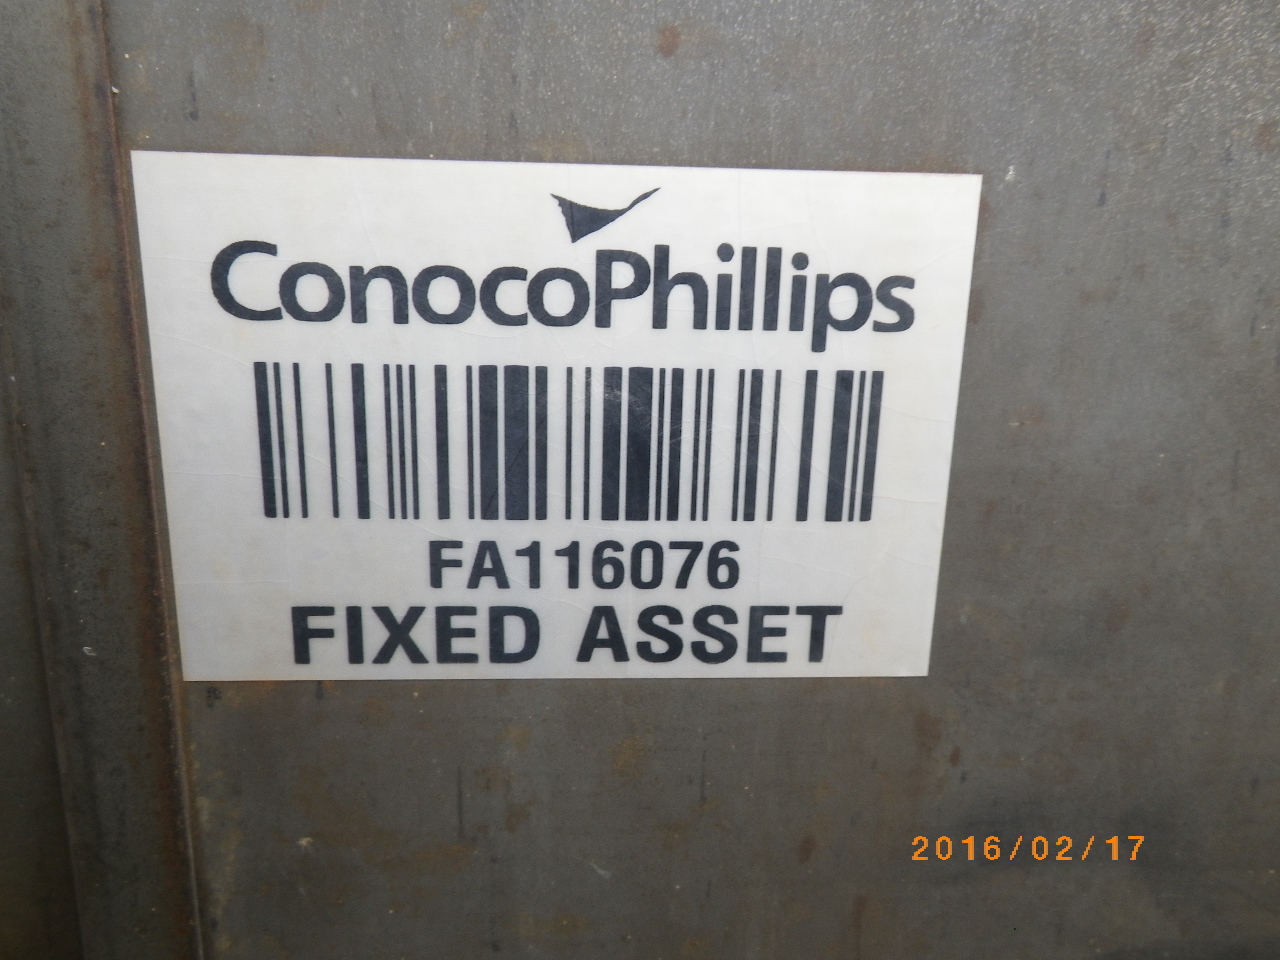 ConocoPhillips
FA116076
FIXED ASSET
2016/02/17